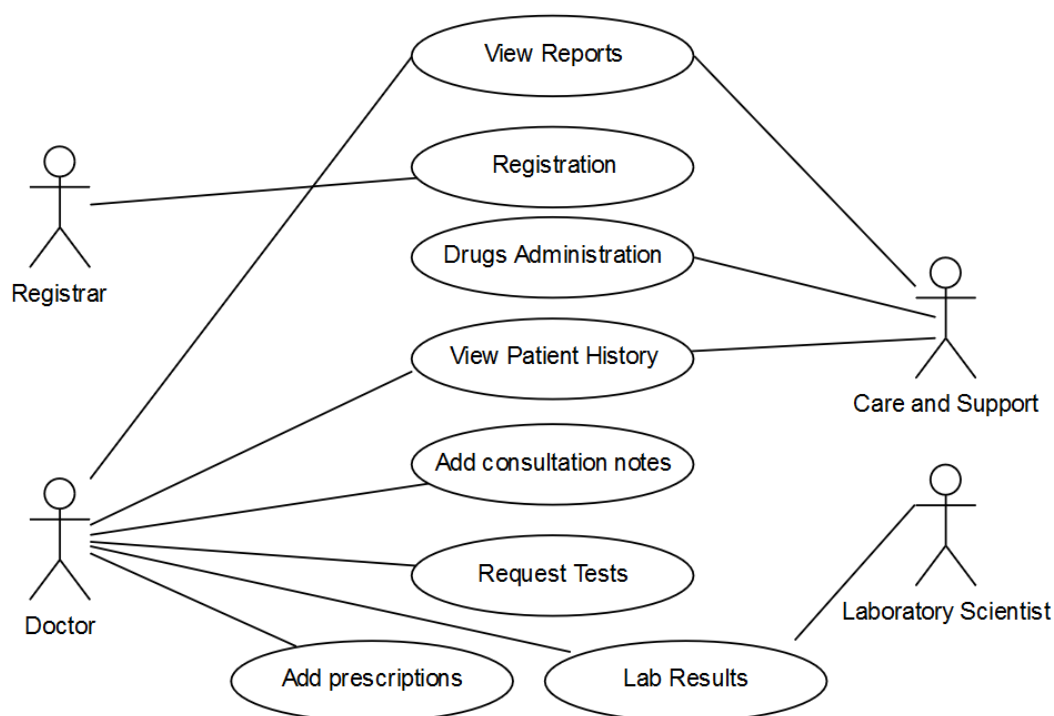 View Reports
Registration
Registrar
Drugs Administration
View Patient History
Care and Support
Add consultation notes
Doctor
Request Tests
Laboratory Scientist
Add prescriptions
Lab Results